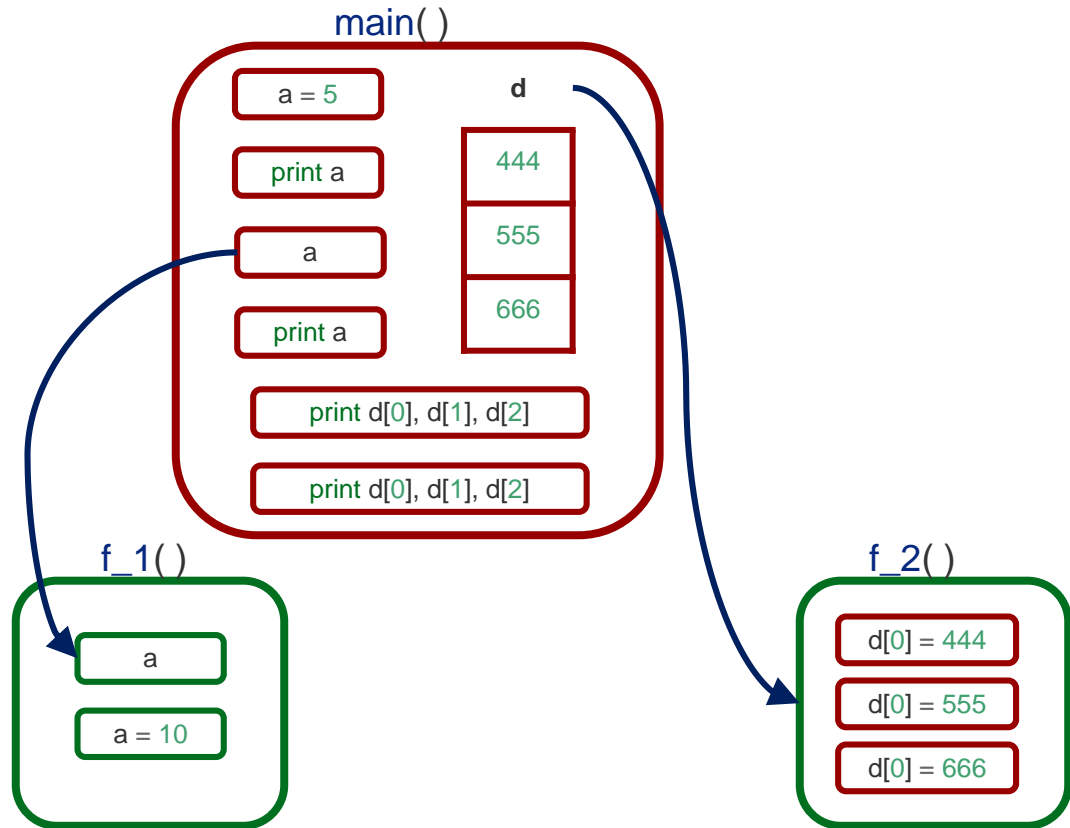 main( )
a = 5
d
print a
444
a
555
print a
666
print d[0], d[1], d[2]
print d[0], d[1], d[2]
f_1( )
a
a = 10
f_2( )
d[0] = 444
d[0] = 555
d[0] = 666